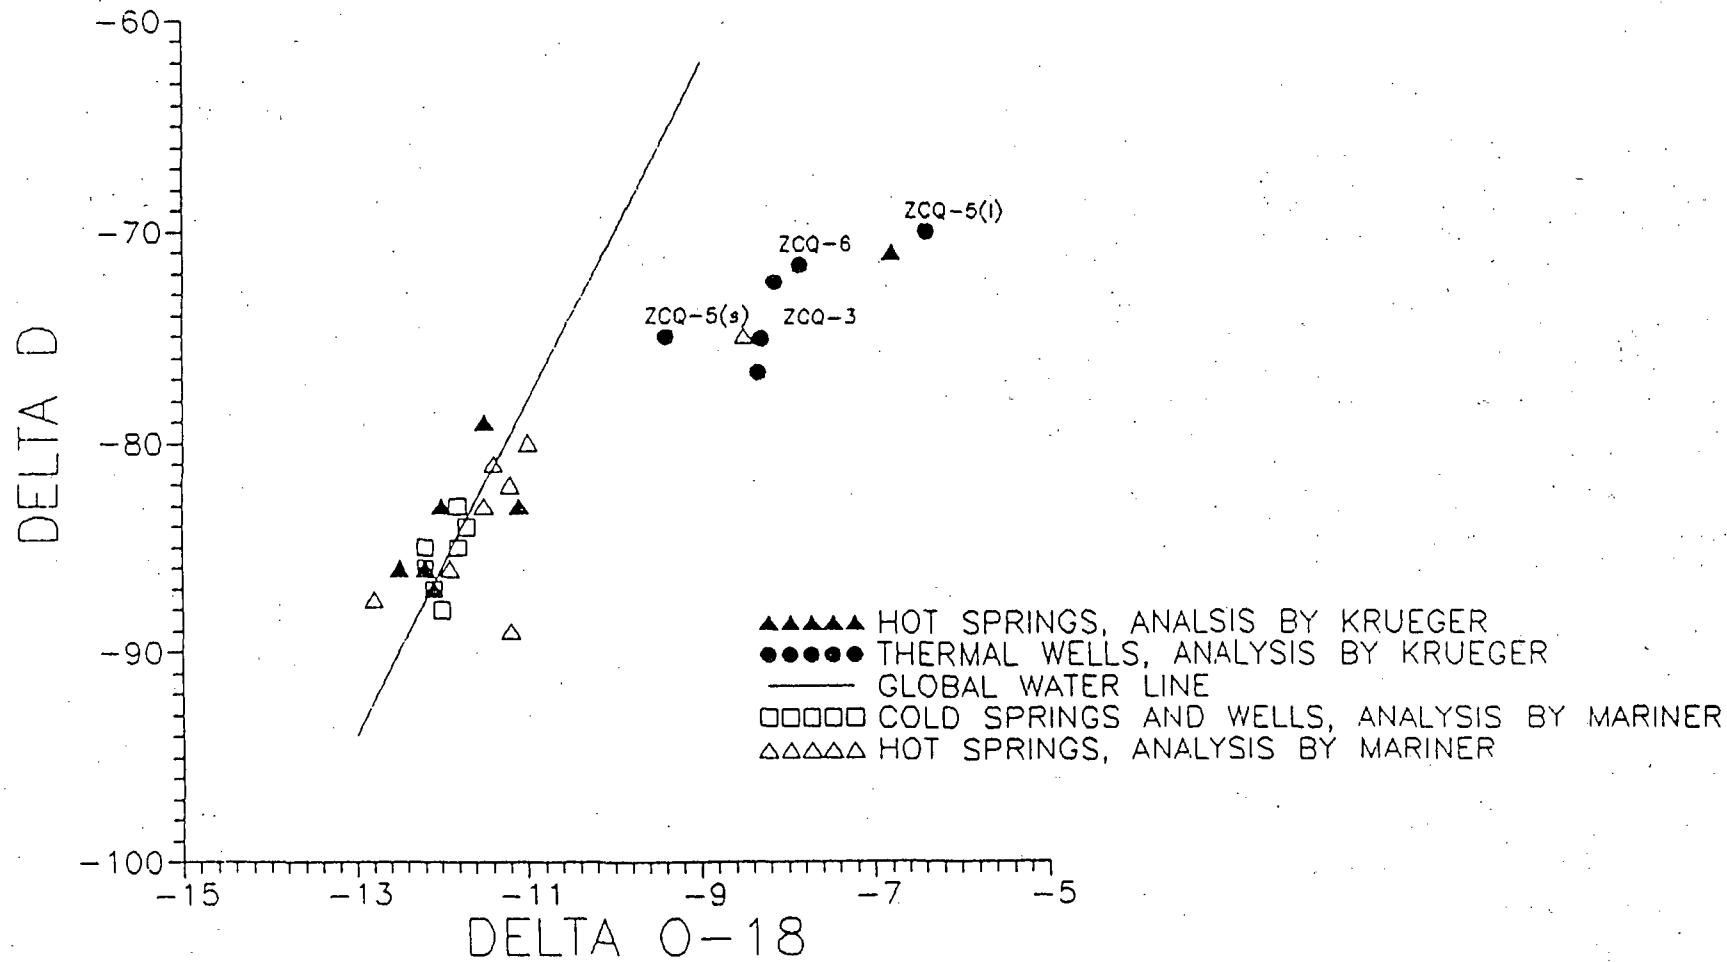 -60
ZCQ-5(l)
-70
ZCQ-6
ZCQ-5(s)
ZCQ-3
DELTA D
-80
HOT SPRINGS, ANALSIS BY KRUEGER
-90
THERMAL WELLS, ANALYSIS BY KRUEGER
GLOBAL WATER LINE
COLD SPRINGS AND WELLS, ANALYSIS BY MARINER
HOT SPRINGS, ANALYSIS BY MARINER
-100
-15 -13 -11 -9 -7 -5
DELTA O-18